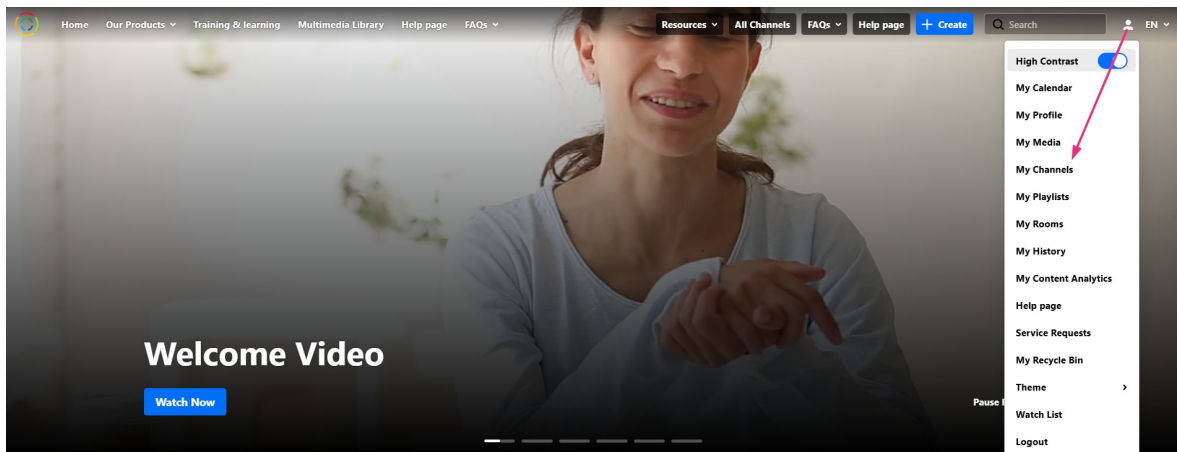 Home Our Products Training & learning Multimedia Library Help page FAQs Resources All Channels FAQs Help page + Create Search EN
High Contrast
My Calendar
My Profile
My Media
My Channels
My Playlists
My Rooms
My History
My Content Analytics
Help page
Service Requests
My Recycle Bin
Theme
Watch List
Logout
Welcome Video
Watch Now
Pause